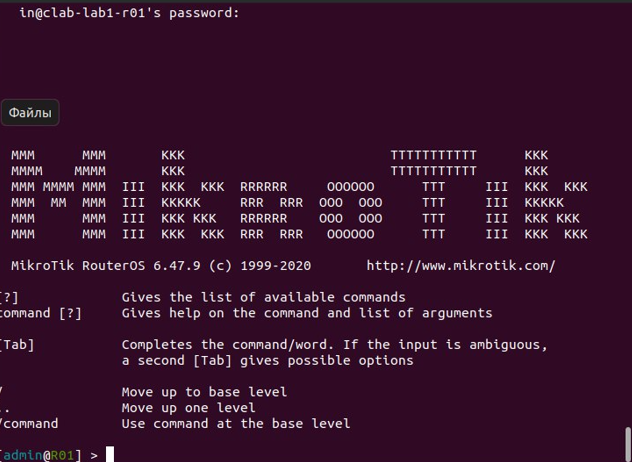 in@clab-lab1-r01's password:
Файлы
MMM      MMM       KKK                          TTTTTTTTTTT      KKK
MMMM    MMMM       KKK                          TTTTTTTTTTT      KKK
MMM MMMM MMM  III  KKK  KKK  RRRRRR     OOOOOO      TTT     III  KKK  KKK
MMM  MM  MMM  III  KKKKK     RRR  RRR  OOO  OOO     TTT     III  KKKKK
MMM      MMM  III  KKK KKK   RRRRRR    OOO  OOO     TTT     III  KKK KKK
MMM      MMM  III  KKK  KKK  RRR  RRR   OOOOOO      TTT     III  KKK  KKK
MikroTik RouterOS 6.47.9 (c) 1999-2020       http://www.mikrotik.com/
[?]             Gives the list of available commands
command [?]     Gives help on the command and list of arguments
[Tab]           Completes the command/word. If the input is ambiguous,
a second [Tab] gives possible options
/               Move up to base level
..              Move up one level
/command        Use command at the base level
[admin@R01] >